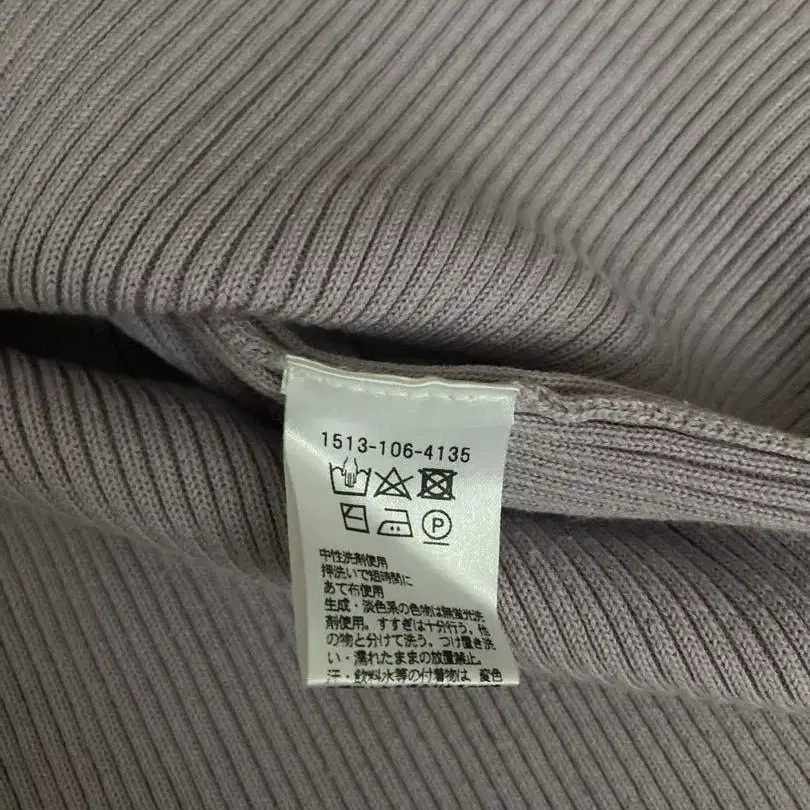 1513-106-4135
P
中性洗剤使用
押洗いで短時間に
あて布使用
生成・淡色系の色物は無蛍光洗
剤使用。すすぎは十分行う。他
の物と分けて洗う。つけ置き洗
い・濡れたままの放置禁止。
汗・飲料水等の付着物は、変色